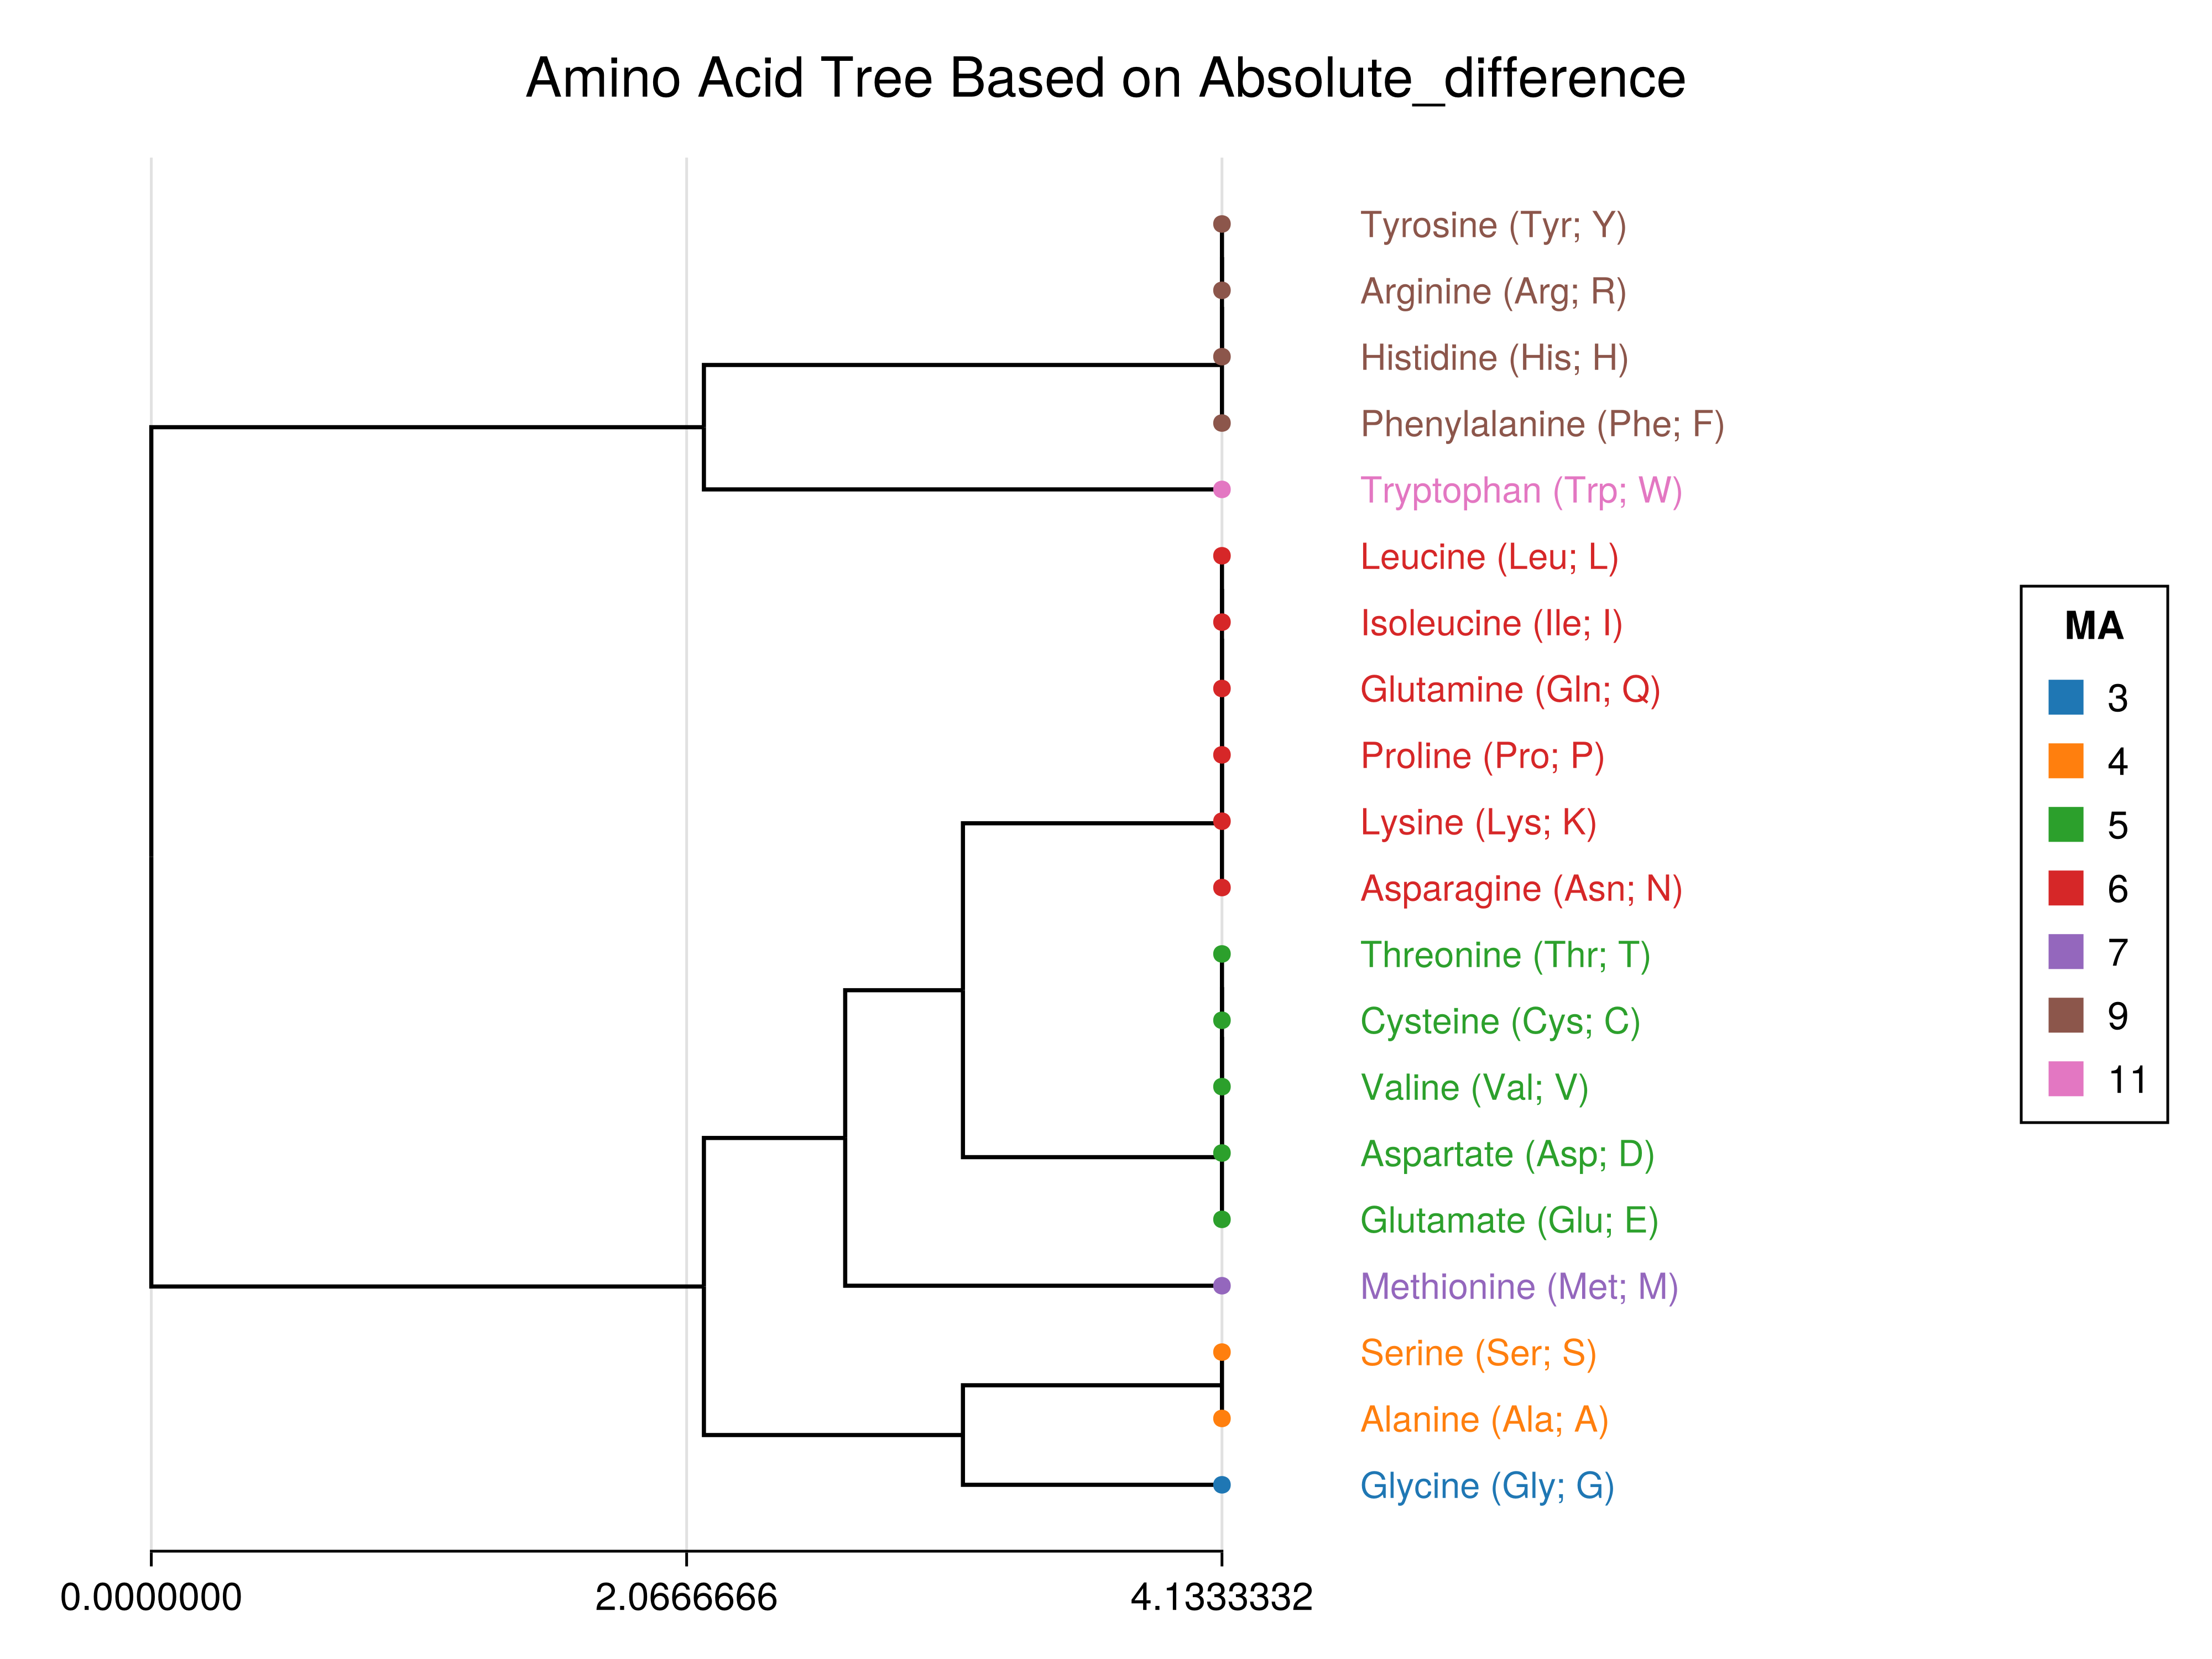 Amino Acid Tree Based on Absolute_difference
Tyrosine (Tyr; Y)
Arginine (Arg; R)
Histidine (His; H)
Phenylalanine (Phe; F)
Tryptophan (Trp; W)
Leucine (Leu; L)
Isoleucine (Ile; I)
Glutamine (Gln; Q)
Proline (Pro; P)
Lysine (Lys; K)
Asparagine (Asn; N)
Threonine (Thr; T)
Cysteine (Cys; C)
Valine (Val; V)
Aspartate (Asp; D)
Glutamate (Glu; E)
Methionine (Met; M)
Serine (Ser; S)
Alanine (Ala; A)
Glycine (Gly; G)
MA
3
4
5
6
7
9
11
0.0000000 2.0666666 4.1333332